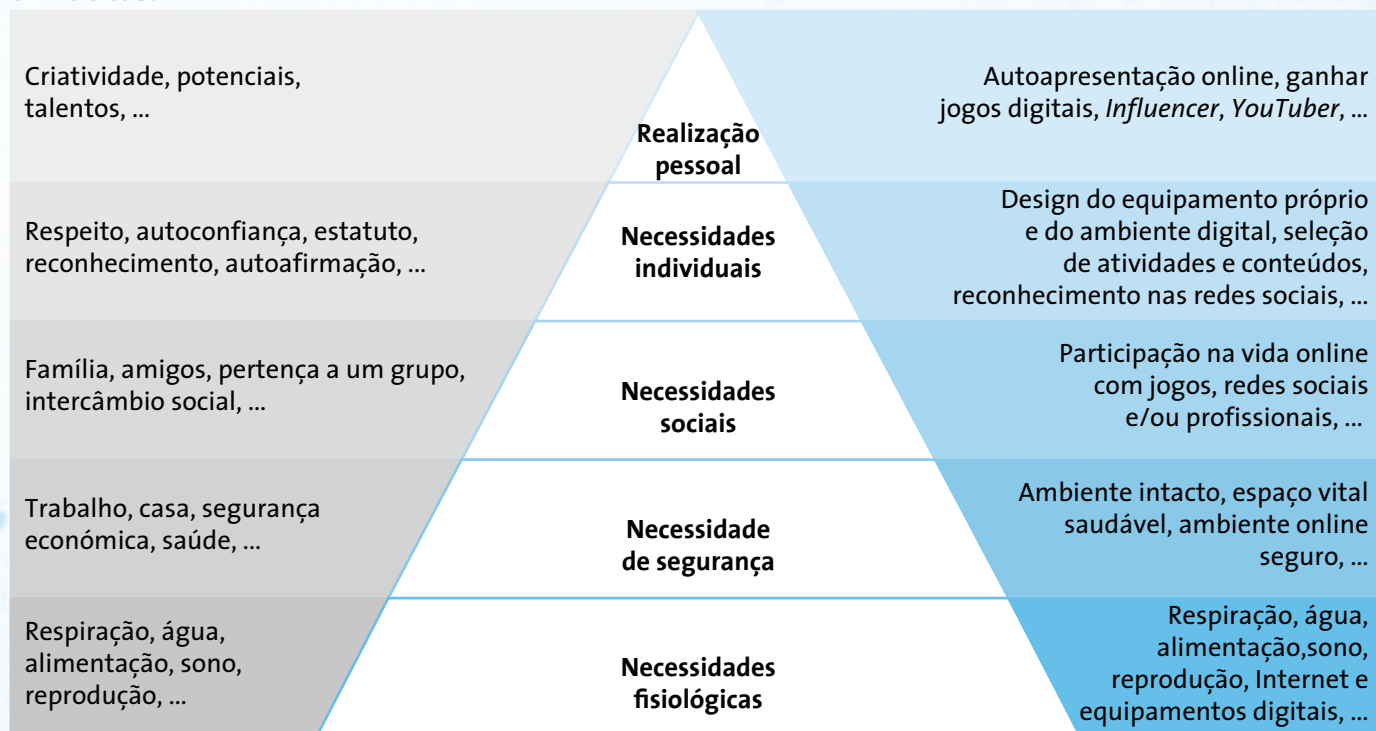 Criatividade, potenciais,
talentos, ...
Realização
pessoal
Autoapresentação online, ganhar
jogos digitais, Influencer, YouTuber, ...
Respeito, autoconfiança, estatuto,
reconhecimento, autoafirmação, ...
Necessidades
individuais
Design do equipamento próprio
e do ambiente digital, seleção
de atividades e conteúdos,
reconhecimento nas redes sociais, ...
Família, amigos, pertença a um grupo,
intercâmbio social, ...
Necessidades
sociais
Participação na vida online
com jogos, redes sociais
e/ou profissionais, ...
Trabalho, casa, segurança
económica, saúde, ...
Necessidade
de segurança
Ambiente intacto, espaço vital
saudável, ambiente online
seguro, ...
Respiração, água,
alimentação, sono,
reprodução, ...
Necessidades
fisiológicas
Respiração, água,
alimentação,sono,
reprodução, Internet e
equipamentos digitais, ...